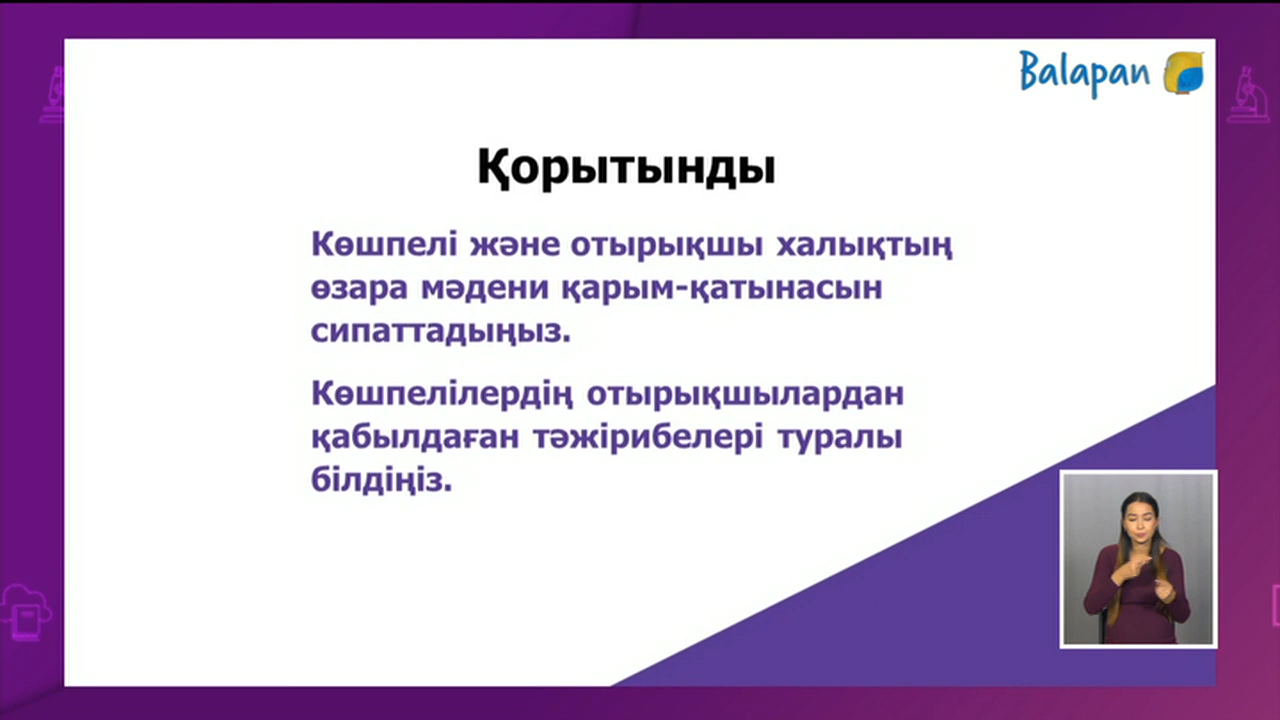 Balapan
Қорытынды
Көшпелі және отырықшы халықтың
өзара мәдени қарым-қатынасын
сипаттадыңыз.
Көшпелілердің отырықшылардан
қабылдаған тәжірибелері туралы
білдіңіз.